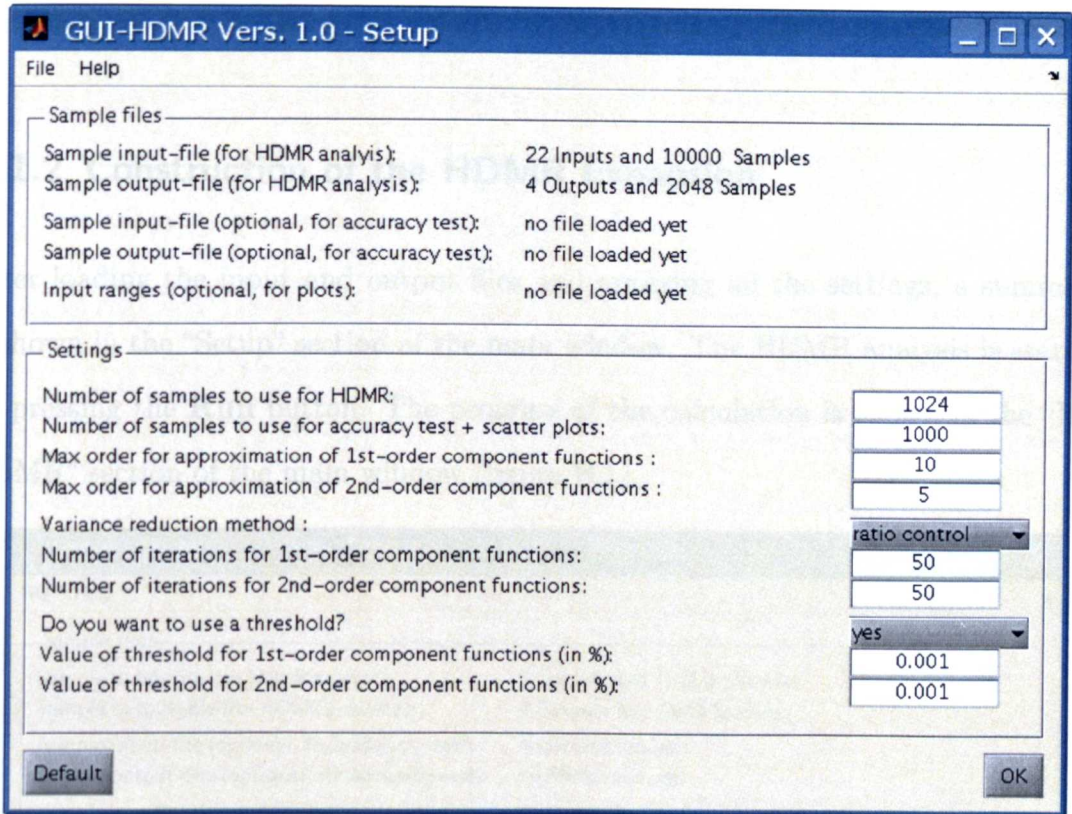 GUI-HDMR Vers. 1.0 - Setup
File Help
Sample files
Sample input-file (for HDMR analyis): 22 Inputs and 10000 Samples
Sample output-file (for HDMR analysis): 4 Outputs and 2048 Samples
Sample input-file (optional, for accuracy test): no file loaded yet
Sample output-file (optional, for accuracy test): no file loaded yet
Input ranges (optional, for plots): no file loaded yet
Settings
Number of samples to use for HDMR: 1024
Number of samples to use for accuracy test + scatter plots: 1000
Max order for approximation of 1st-order component functions : 10
Max order for approximation of 2nd-order component functions : 5
Variance reduction method : ratio control
Number of itrerations for 1st-order component functions: 50
Number of itrerations for 2nd-order component functions: 50
Do you want to use a threshold? yes
Value of threshold for 1st-order component functions (in %): 0.001
Value of threshold for 2nd-order component functions (in %): 0.001
Default OK